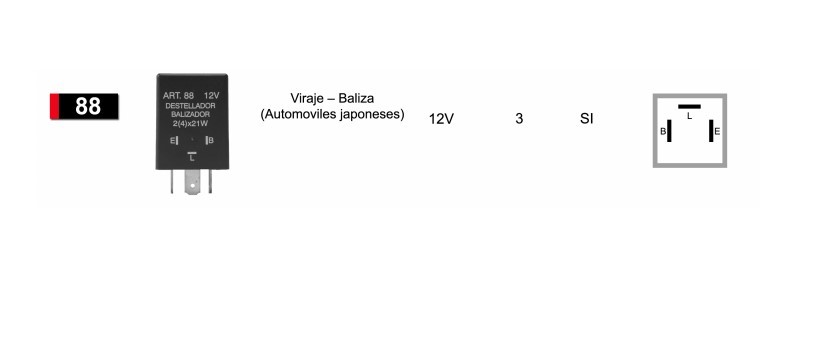 88
ART. 88 12V
DESTELLADOR
BALIZADOR
2(4)x21W
E B
L
Viraje – Baliza
(Automoviles japoneses)
12V
3
SI
L
B E